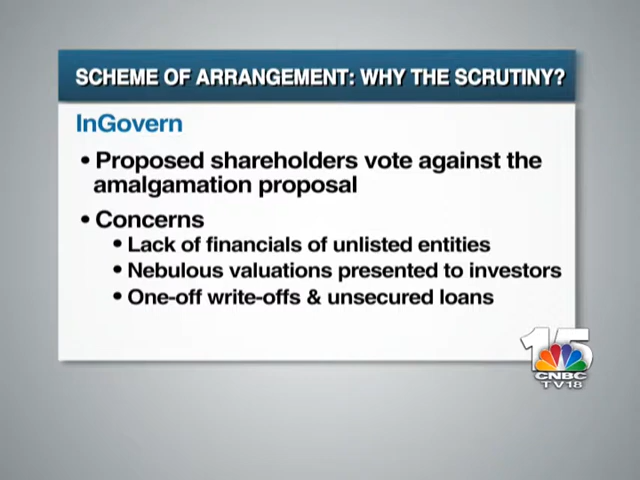 SCHEME OF ARRANGEMENT: WHY THE SCRUTINY?
InGovern
• Proposed shareholders vote against the
amalgamation proposal
• Concerns
• Lack of financials of unlisted entities
• Nebulous valuations presented to investors
• One-off write-offs & unsecured loans
15
CNBC
TV18